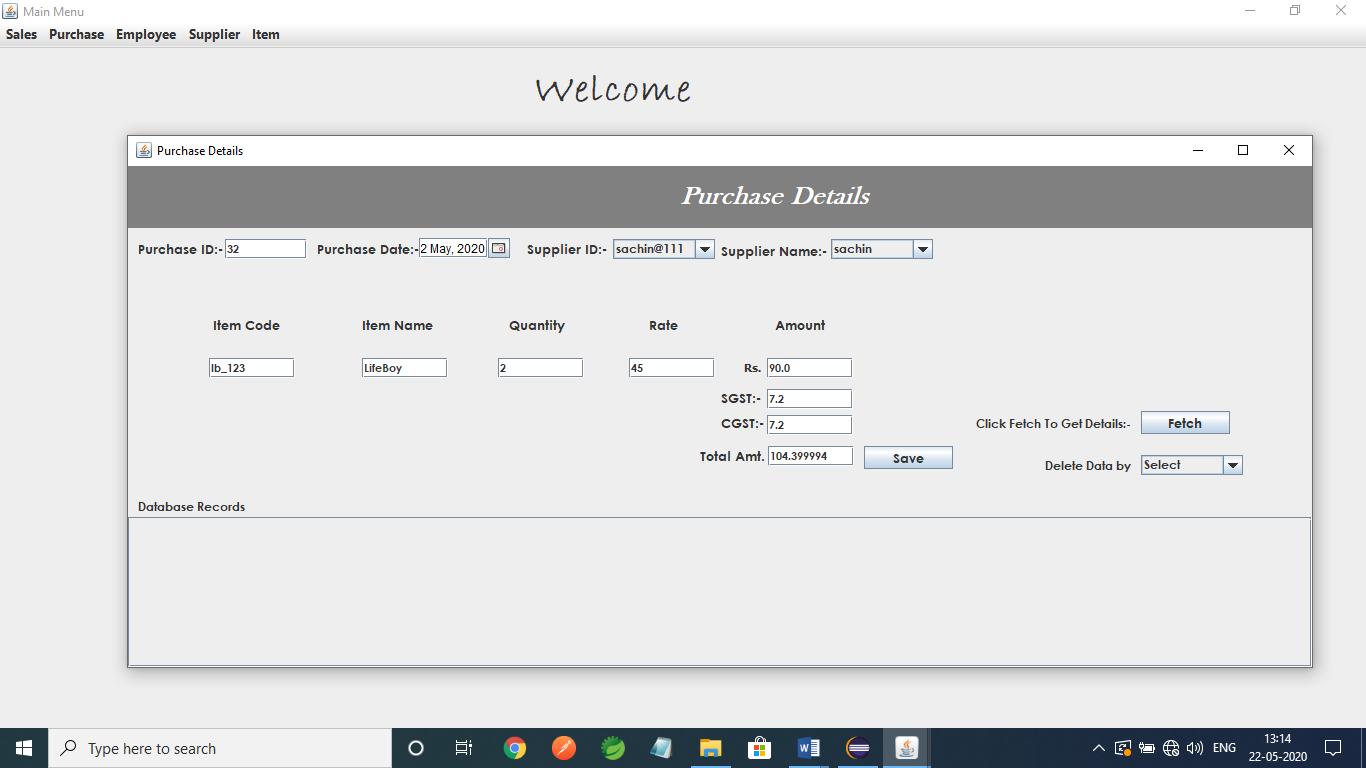 Main Menu
Sales Purchase Employee Supplier Item
Welcome
Purchase Details
Purchase Details
Purchase ID:- 32 Purchase Date:- 2 May, 2020 Supplier ID:- sachin@111 Supplier Name:- sachin
Item Code Item Name Quantity Rate Amount
lb_123 LifeBoy 2 45 Rs. 90.0
SGST:- 7.2
CGST:- 7.2 Click Fetch To Get Details:- Fetch
Total Amt. 104.399994 Save Delete Data by Select
Database Records
Type here to search
ENG 13:14
22-05-2020